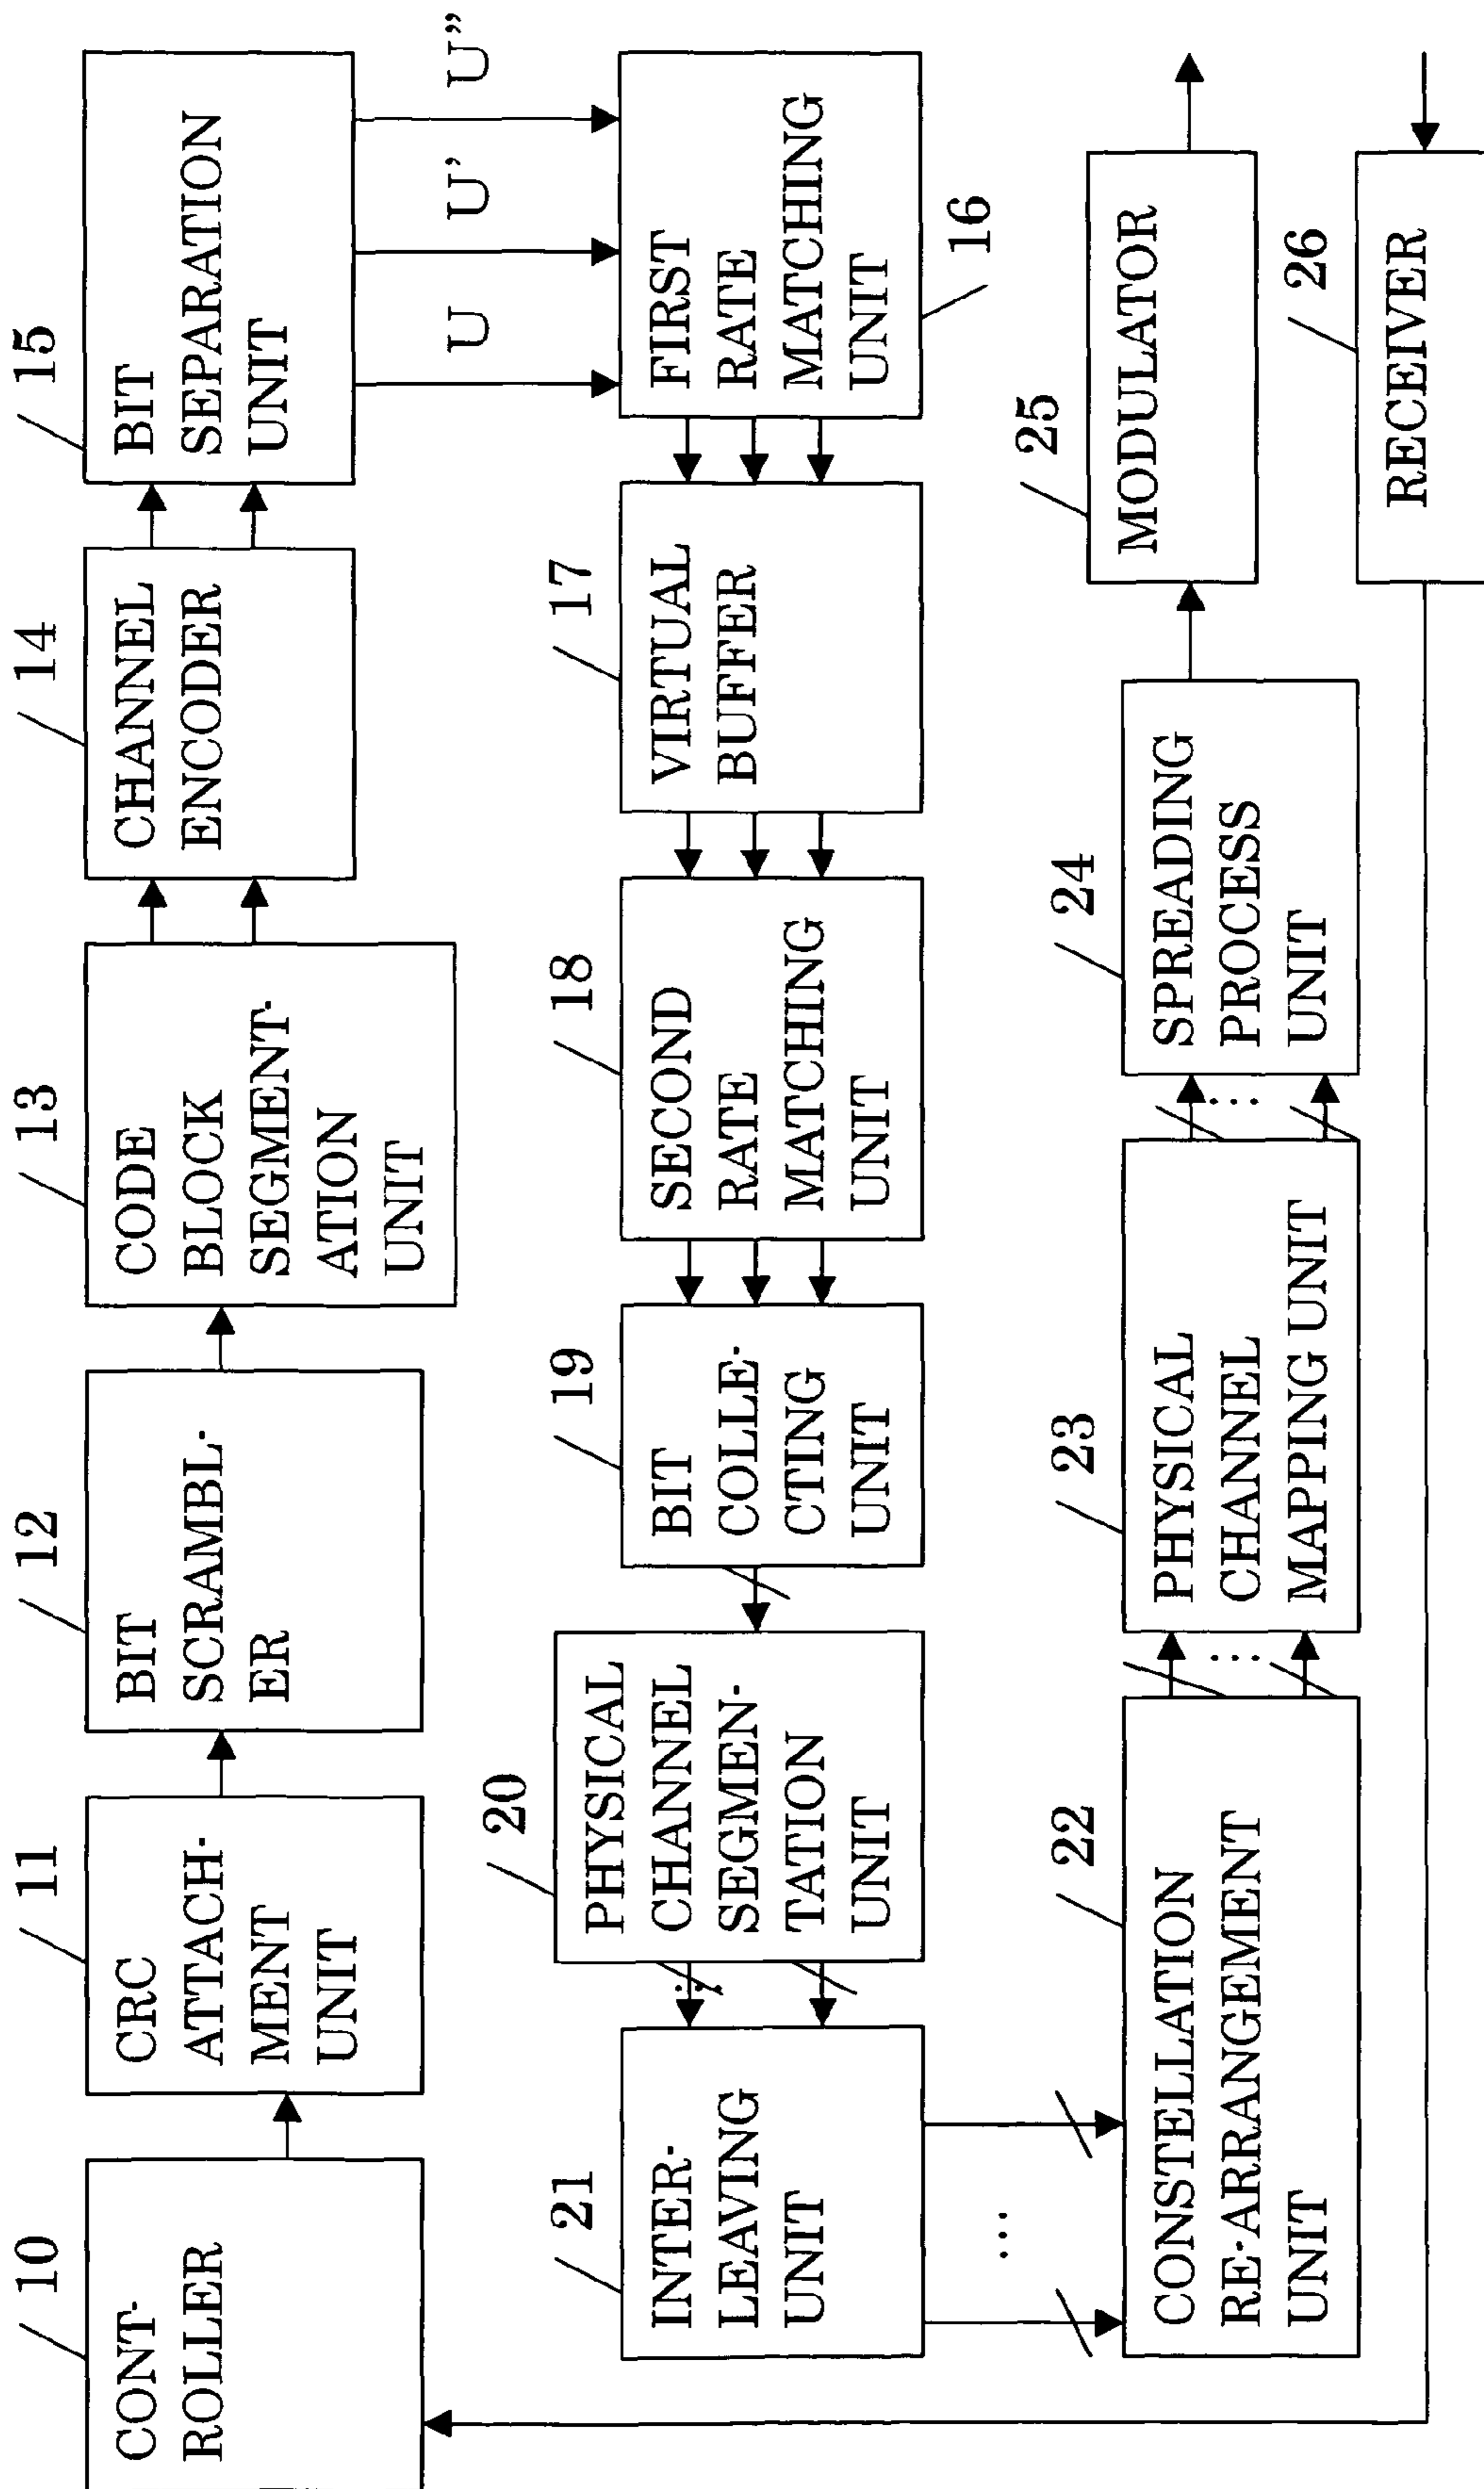 10
CONT-
ROLLER
11
CRC
ATTACH-
MENT
UNIT
12
BIT
SCRAMBL-
ER
13
CODE
BLOCK
SEGMENT-
ATION
UNIT
14
CHANNEL
ENCODER
15
BIT
SEPARATION
UNIT
U
U'
U"
FIRST
RATE
MATCHING
UNIT
16
17
VIRTUAL
BUFFER
18
SECOND
RATE
MATCHING
UNIT
19
BIT
COLLE-
CTING
UNIT
20
PHYSICAL
CHANNEL
SEGMEN-
TATION
UNIT
21
INTER-
LEAVING
UNIT
...
22
CONSTELLATION
RE-ARRANGEMENT
UNIT
23
PHYSICAL
CHANNEL
MAPPING UNIT
24
SPREADING
PROCESS
UNIT
25
MODULATOR
26
RECEIVER